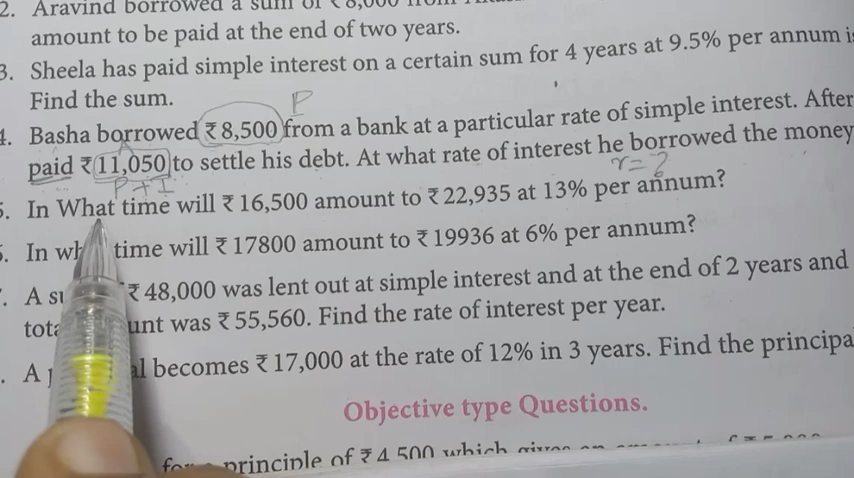 2. Aravind borrowed a sum of ₹8,000 from
amount to be paid at the end of two years.
3. Sheela has paid simple interest on a certain sum for 4 years at 9.5% per annum i
Find the sum.
P
4. Basha borrowed ₹8,500 from a bank at a particular rate of simple interest. After
paid ₹11,050 to settle his debt. At what rate of interest he borrowed the money
P+I r=?
5. In What time will ₹16,500 amount to ₹22,935 at 13% per annum?
. In wh time will ₹17800 amount to ₹19936 at 6% per annum?
. A su ₹48,000 was lent out at simple interest and at the end of 2 years and
tota unt was ₹55,560. Find the rate of interest per year.
. A p al becomes ₹17,000 at the rate of 12% in 3 years. Find the principa
Objective type Questions.
principle of ₹4 500 which